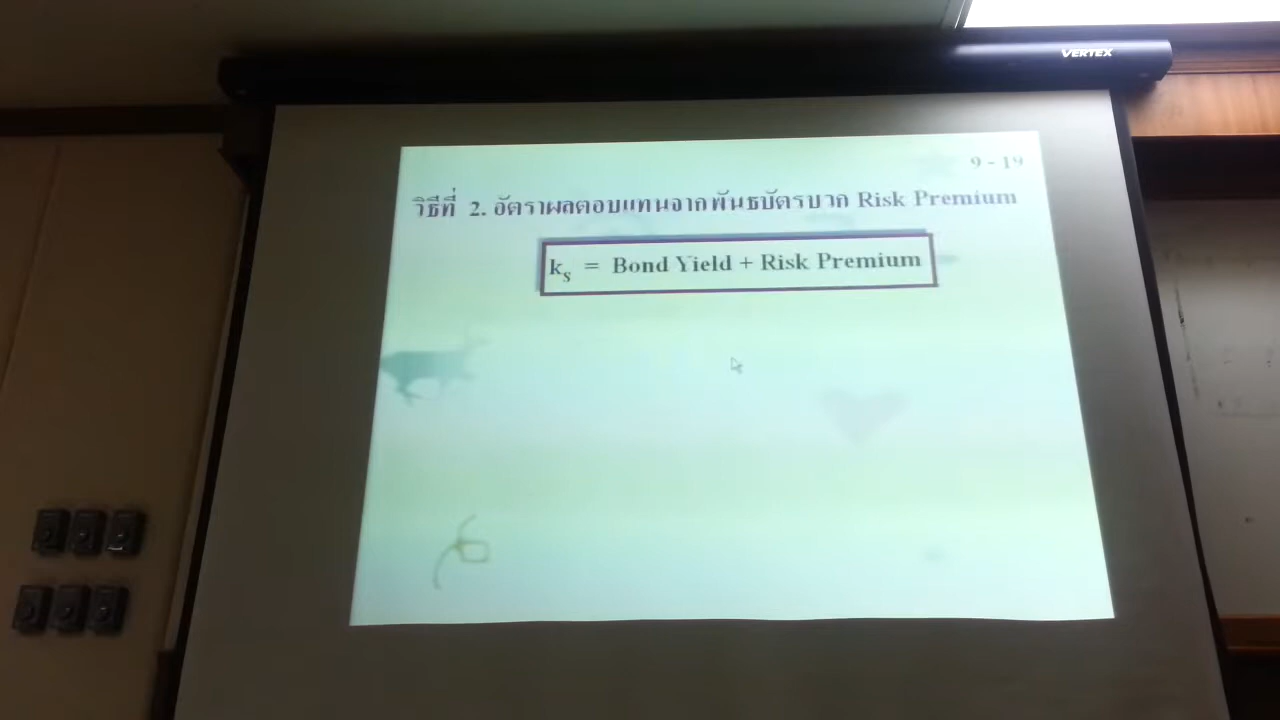 VERTEX
9 - 19
วิธีที่ 2. อัตราผลตอบแทนจากพันธบัตรบวก Risk Premium
ks = Bond Yield + Risk Premium